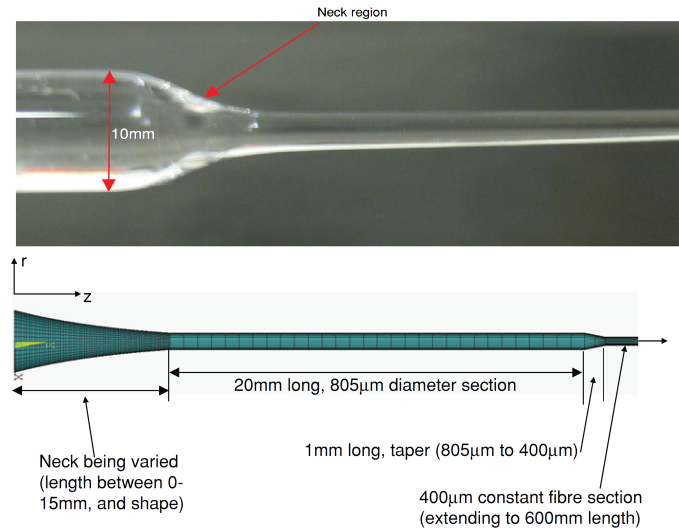 Neck region
10mm
r
z
x
20mm long, 805μm diameter section
1mm long, taper (805μm to 400μm)
Neck being varied
(length between 0-
15mm, and shape)
400μm constant fibre section
(extending to 600mm length)